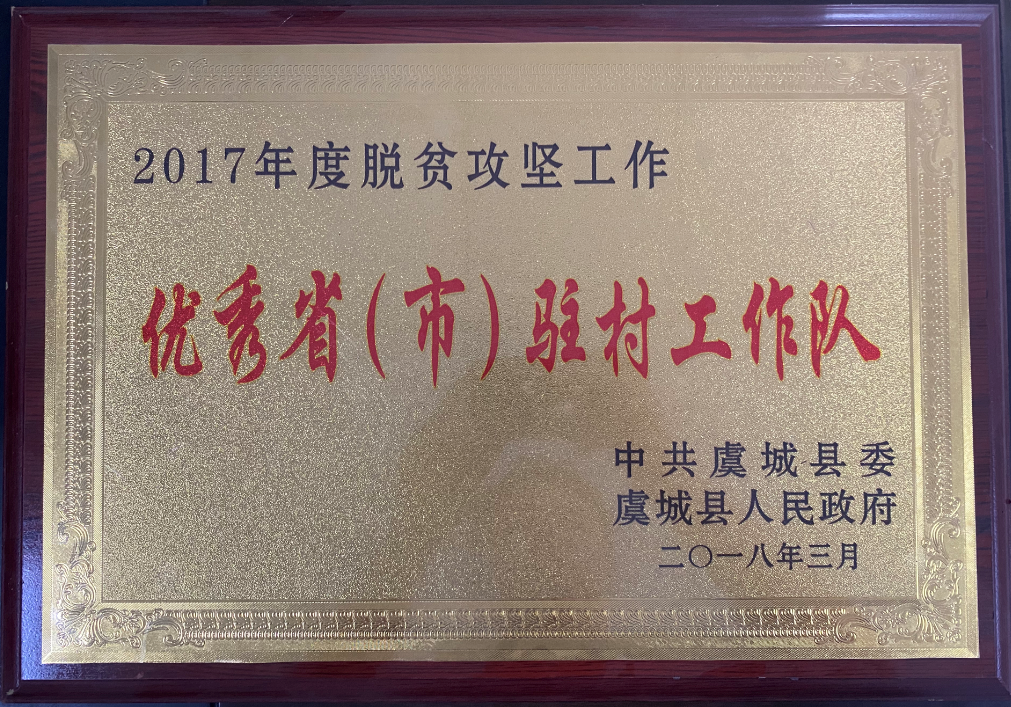 2017年度脱贫攻坚工作
优秀省(市)驻村工作队
中共虞城县委
虞城县人民政府
二〇一八年三月